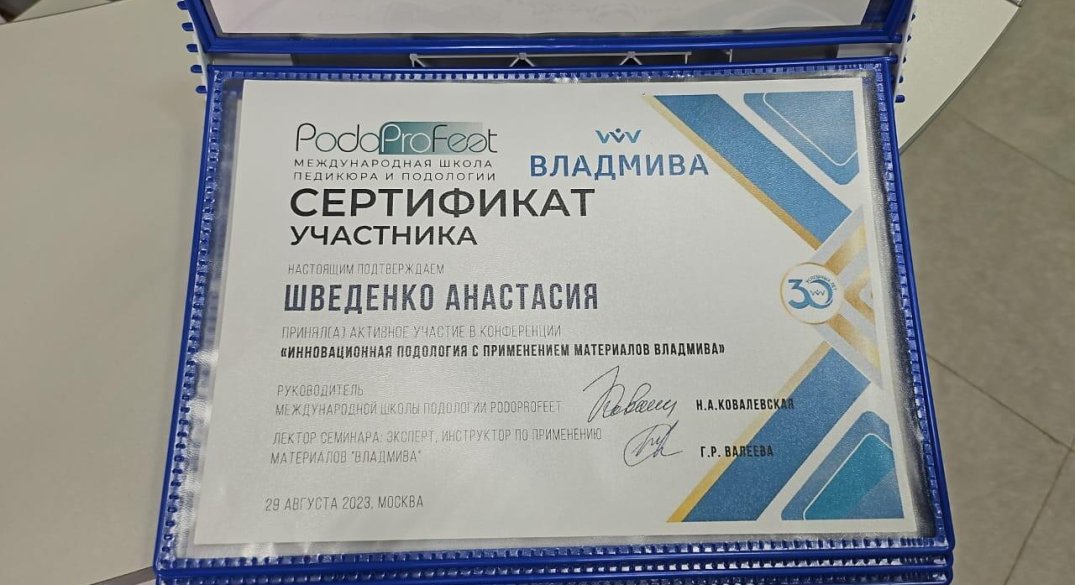 PodoProFeet
МЕЖДУНАРОДНАЯ ШКОЛА
ПЕДИКЮРА И ПОДОЛОГИИ
ВЛАДМИВА
СЕРТИФИКАТ
УЧАСТНИКА
НАСТОЯЩИМ ПОДТВЕРЖДАЕМ
ШВЕДЕНКО АНАСТАСИЯ
30
ПРИНЯЛ(А) АКТИВНОЕ УЧАСТИЕ В КОНФЕРЕНЦИИ
«ИННОВАЦИОННАЯ ПОДОЛОГИЯ С ПРИМЕНЕНИЕМ МАТЕРИАЛОВ ВЛАДМИВА»
РУКОВОДИТЕЛЬ
МЕЖДУНАРОДНОЙ ШКОЛЫ ПОДОЛОГИИ PODOPROFEET
Н.А.КОВАЛЕВСКАЯ
ЛЕКТОР СЕМИНАРА: ЭКСПЕРТ, ИНСТРУКТОР ПО ПРИМЕНЕНИЮ
МАТЕРИАЛОВ "ВЛАДМИВА"
Г.Р. ВАЛЕЕВА
29 АВГУСТА 2023, МОСКВА